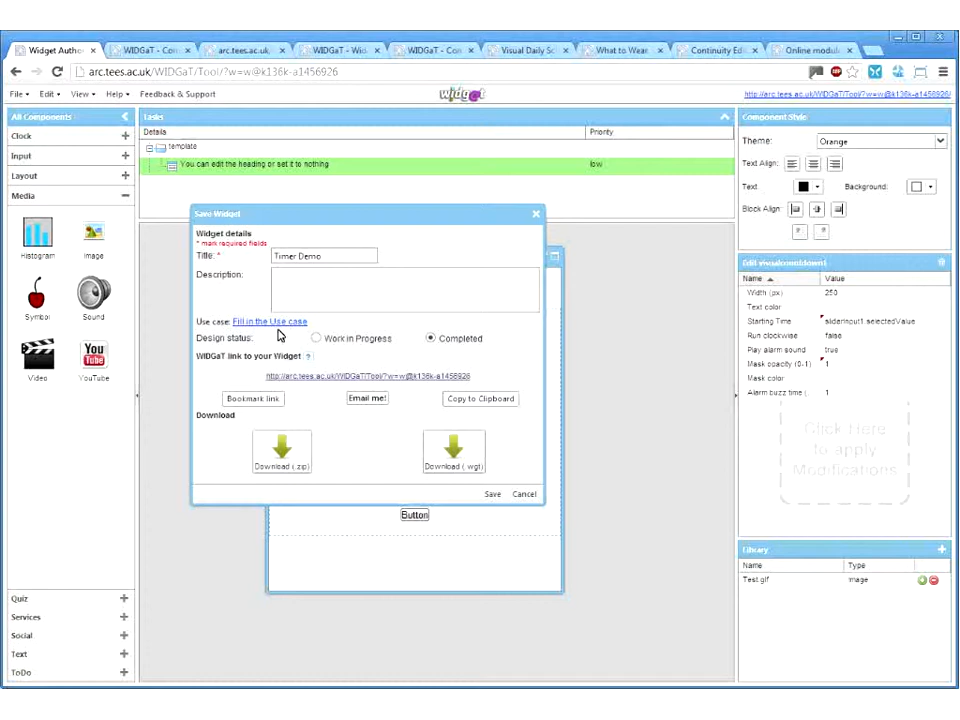 Widget Autho × WIDGaT - Con × arc.tees.ac.uk, × WIDGaT - Wid × WIDGaT - Con × Visual Daily Sc × What to Wear × Continuity Edi × Online modul ×
arc.tees.ac.uk/WIDGaT/Tool/?w=w@k136k-a1456926
File Edit View Help Feedback & Support
widgat
http://arc.tees.ac.uk/WIDGaT/Tool/?w=w@k136k-a1456926/
All Components
Clock
Input
Layout
Media
Histogram Image
Symbol Sound
Video YouTube
Quiz
Services
Social
Text
ToDo
Tasks
Details Priority
template
You can edit the heading or set it to nothing low
Save Widget
Widget details
* mark required fields
Title: * Timer Demo
Description:
Use case: Fill in the Use case
Design status: Work in Progress Completed
WIDGaT link to your Widget ?
http://arc.tees.ac.uk/WIDGaT/Tool/?w=w@k136k-a1456926
Bookmark link Email me! Copy to Clipboard
Download
Download (.zip) Download (.wgt)
Save Cancel
Button
Component Style
Theme: Orange
Text Align:
Text Background:
Block Align:
Edit visualcountdown1
Name Value
Width (px) 250
Text color
Starting Time sliderinput1.selectedValue
Run clockwise false
Play alarm sound true
Mask opacity (0-1) 1
Mask color
Alarm buzz time (. 1
Click Here
to apply
Modifications
Library
Name Type
Test gif image